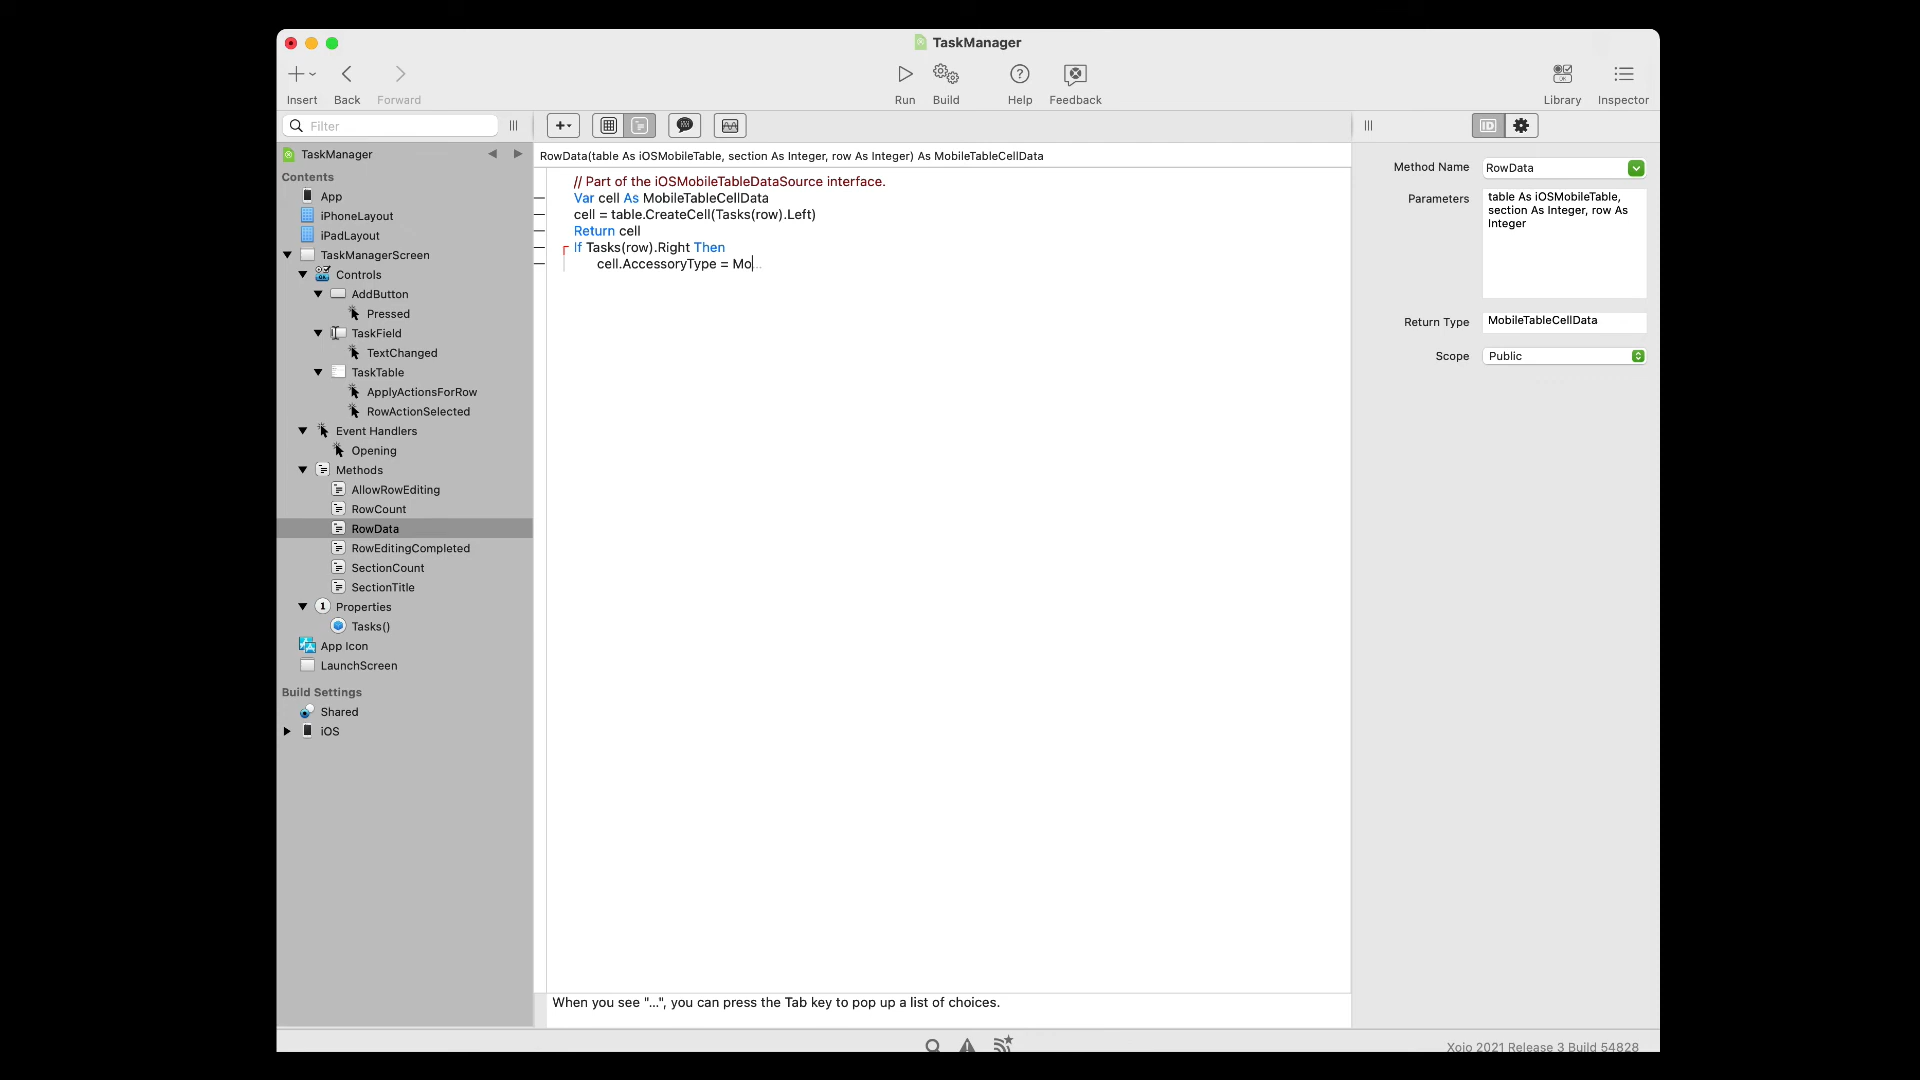 TaskManager
Insert
Back
Forward
Run
Build
Help
Feedback
Library
Inspector
Filter
TaskManager
RowData(table As iOSMobileTable, section As Integer, row As Integer) As MobileTableCellData
Contents
App
iPhoneLayout
iPadLayout
TaskManagerScreen
Controls
AddButton
Pressed
TaskField
TextChanged
TaskTable
ApplyActionsForRow
RowActionSelected
Event Handlers
Opening
Methods
AllowRowEditing
RowCount
RowData
RowEditingCompleted
SectionCount
SectionTitle
Properties
Tasks()
App Icon
LaunchScreen
Build Settings
Shared
iOS
// Part of the iOSMobileTableDataSource interface.
Var cell As MobileTableCellData
cell = table.CreateCell(Tasks(row).Left)
Return cell
If Tasks(row).Right Then
cell.AccessoryType = Mo...
When you see "...", you can press the Tab key to pop up a list of choices.
ID
Method Name
RowData
Parameters
table As iOSMobileTable,
section As Integer, row As
Integer
Return Type
MobileTableCellData
Scope
Public
Xojo 2021 Release 3 Build 54828